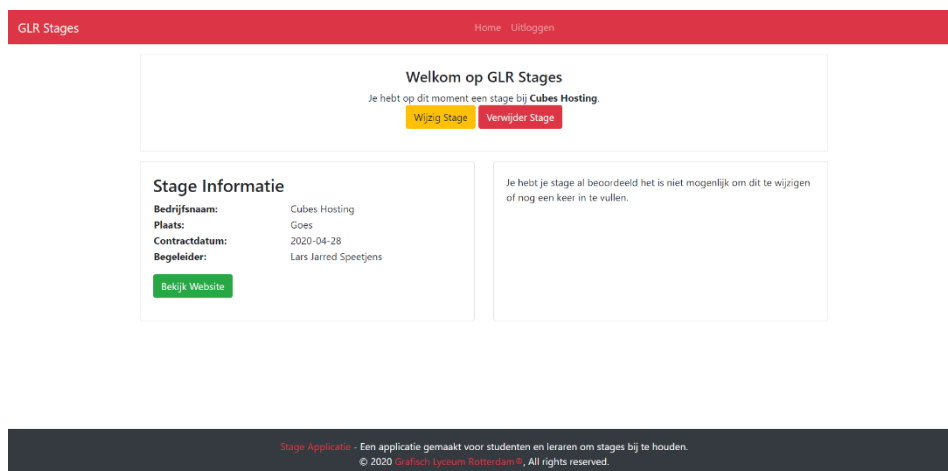 GLR Stages Home Uitloggen
Welkom op GLR Stages
Je hebt op dit moment een stage bij Cubes Hosting.
Wijzig Stage Verwijder Stage
Stage Informatie
Bedrijfsnaam: Cubes Hosting
Plaats: Goes
Contractdatum: 2020-04-28
Begeleider: Lars Jarred Speetjens
Bekijk Website
Je hebt je stage al beoordeeld het is niet mogenlijk om dit te wijzigen
of nog een keer in te vullen.
Stage Applicatie - Een applicatie gemaakt voor studenten en leraren om stages bij te houden.
© 2020 Grafisch Lyceum Rotterdam®, All rights reserved.